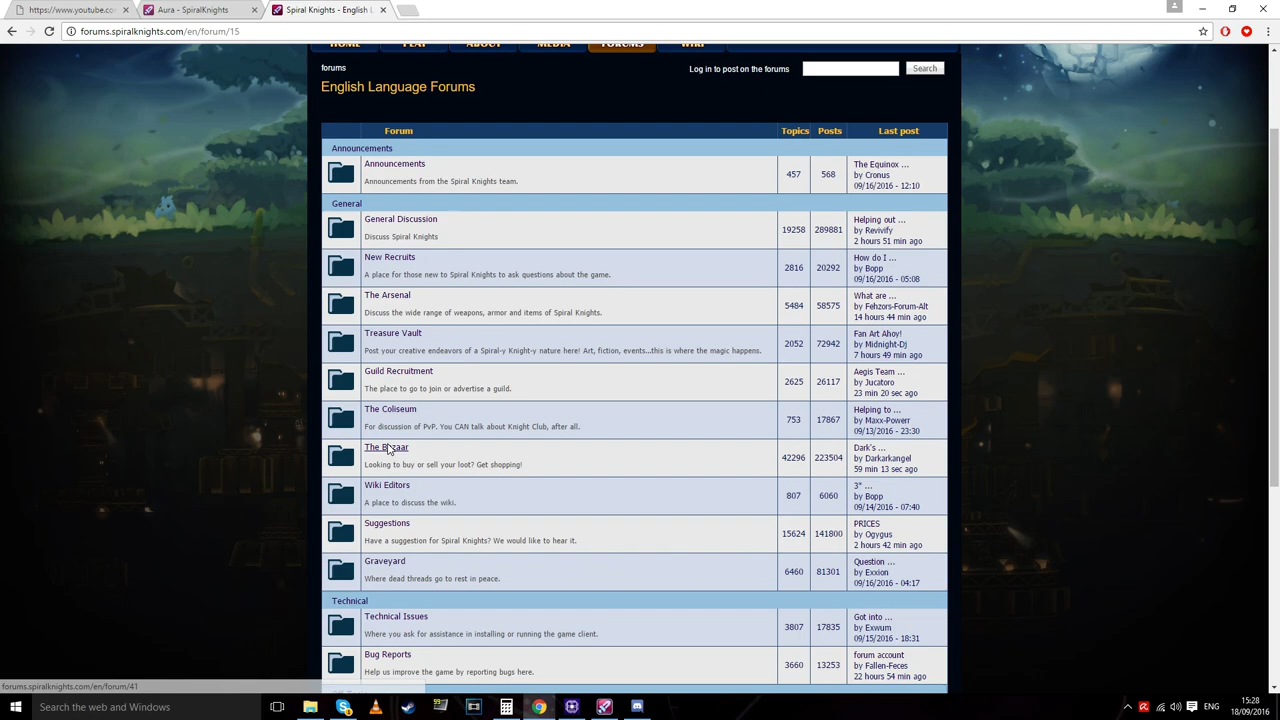 https://www.youtube.co
Aura - SpiralKnights
Spiral Knights - English L
forums.spiralknights.com/en/forum/15
HOME PLAY ABOUT MEDIA FORUMS WIKI
forums
Log in to post on the forums
Search
English Language Forums
Forum Topics Posts Last post
Announcements
Announcements
Announcements from the Spiral Knights team.
457 568
The Equinox ...
by Cronus
09/16/2016 - 12:10
General
General Discussion
Discuss Spiral Knights
19258 289881
Helping out ...
by Revivify
2 hours 51 min ago
New Recruits
A place for those new to Spiral Knights to ask questions about the game.
2816 20292
How do I ...
by Bopp
09/16/2016 - 05:08
The Arsenal
Discuss the wide range of weapons, armor and items of Spiral Knights.
5484 58575
What are ...
by Fehzors-Forum-Alt
14 hours 44 min ago
Treasure Vault
Post your creative endeavors of a Spiral-y Knight-y nature here! Art, fiction, events...this is where the magic happens.
2052 72942
Fan Art Ahoy!
by Midnight-Dj
7 hours 49 min ago
Guild Recruitment
The place to go to join or advertise a guild.
2625 26117
Aegis Team ...
by Jucatoro
23 min 20 sec ago
The Coliseum
For discussion of PvP. You CAN talk about Knight Club, after all.
753 17867
Helping to ...
by Maxx-Powerr
09/13/2016 - 23:30
The Bazaar
Looking to buy or sell your loot? Get shopping!
42296 223504
Dark's ...
by Darkarkangel
59 min 13 sec ago
Wiki Editors
A place to discuss the wiki.
807 6060
3* ...
by Bopp
09/14/2016 - 07:40
Suggestions
Have a suggestion for Spiral Knights? We would like to hear it.
15624 141800
PRICES
by Ogygus
2 hours 42 min ago
Graveyard
Where dead threads go to rest in peace.
6460 81301
Question ...
by Exxion
09/16/2016 - 04:17
Technical
Technical Issues
Where you ask for assistance in installing or running the game client.
3807 17835
Got into ...
by Exwum
09/15/2016 - 18:31
Bug Reports
Help us improve the game by reporting bugs here.
3660 13253
forum account
by Fallen-Feces
22 hours 54 min ago
forums.spiralknights.com/en/forum/41
Search the web and Windows
ENG
15:28
18/09/2016